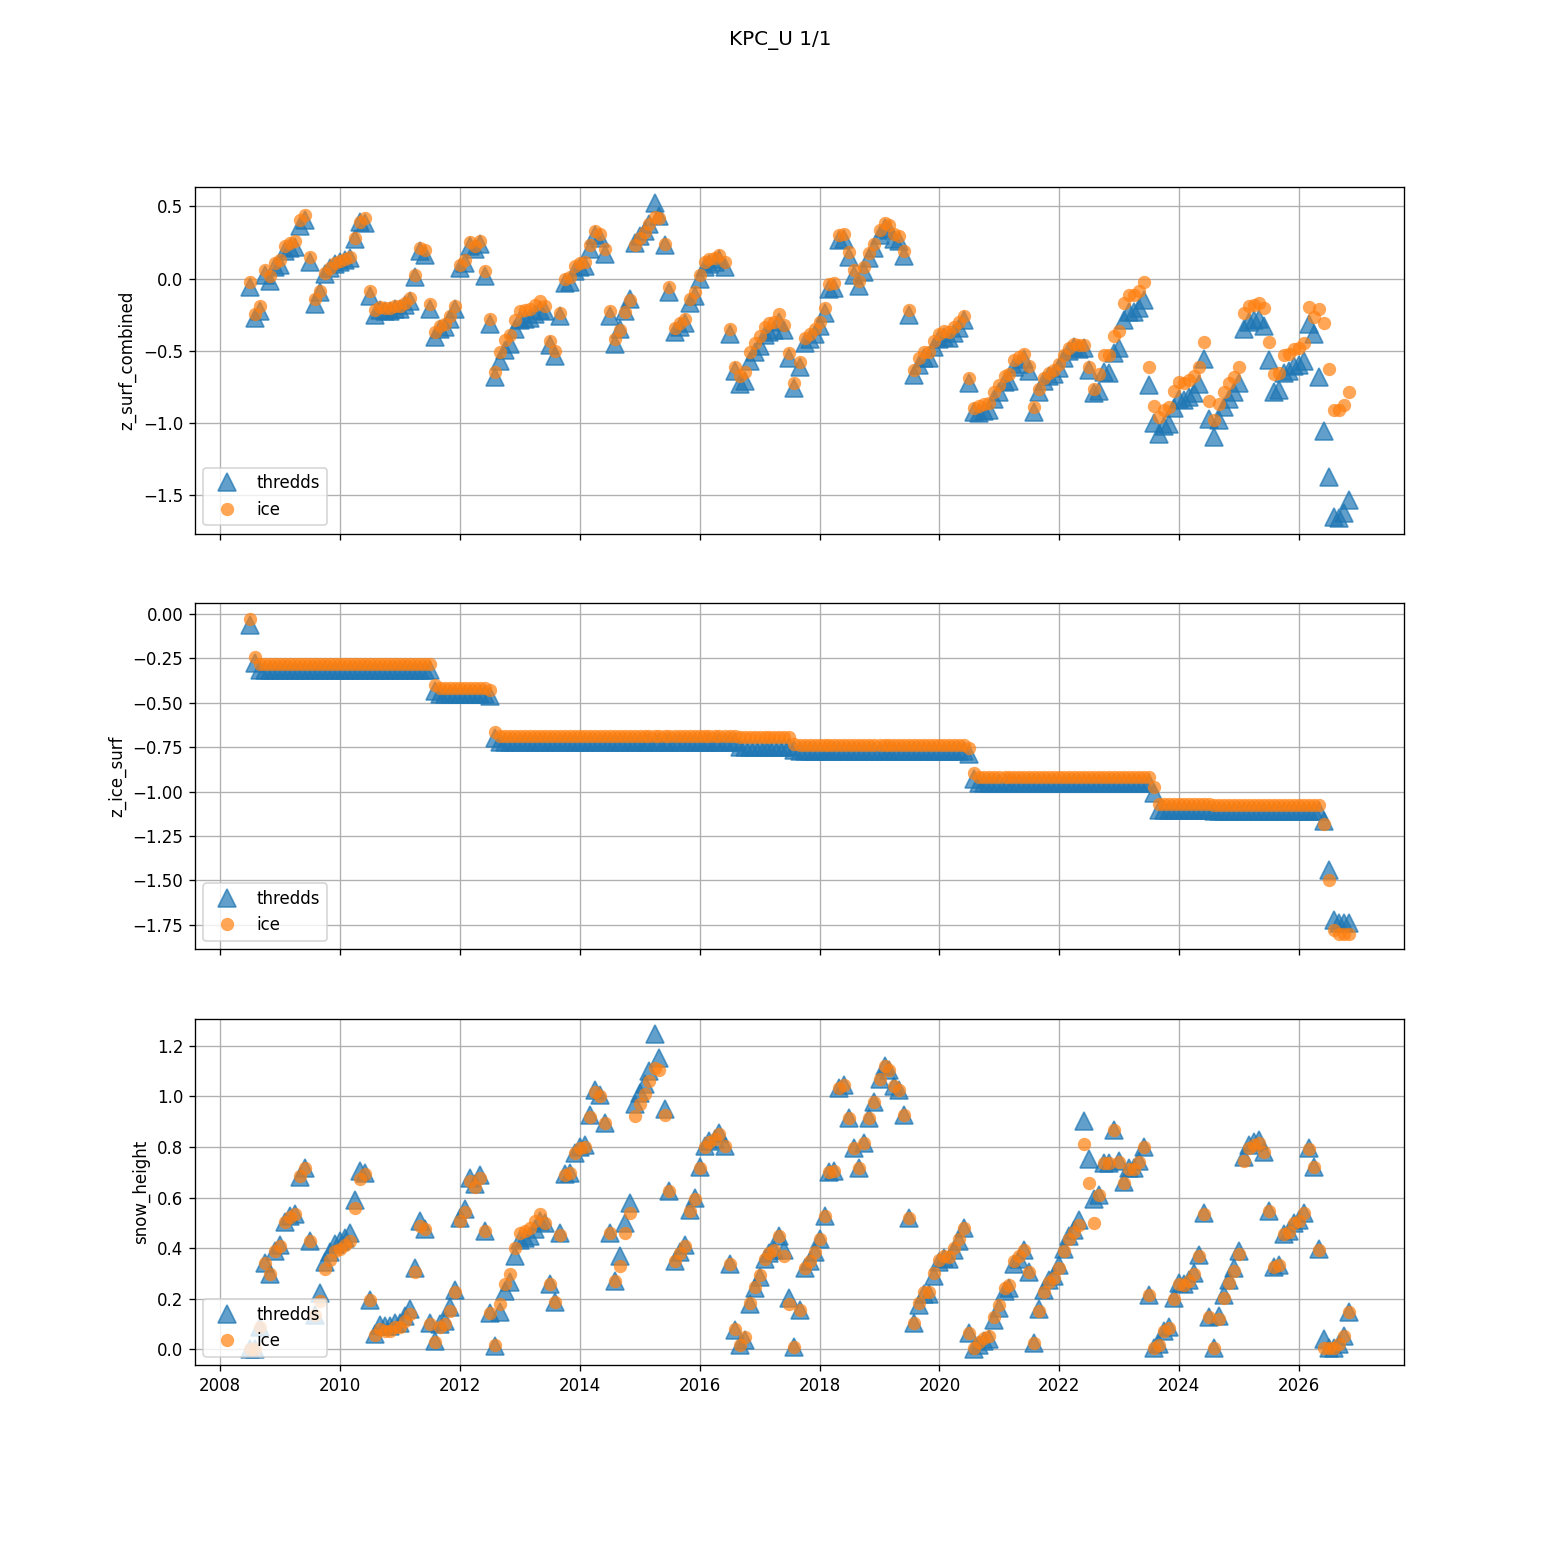 KPC_U 1/1
z_surf_combined
0.5
0.0
−0.5
−1.0
−1.5
thredds
ice
z_ice_surf
0.00
−0.25
−0.50
−0.75
−1.00
−1.25
−1.50
−1.75
thredds
ice
snow_height
1.2
1.0
0.8
0.6
0.4
0.2
0.0
thredds
ice
2008 2010 2012 2014 2016 2018 2020 2022 2024 2026